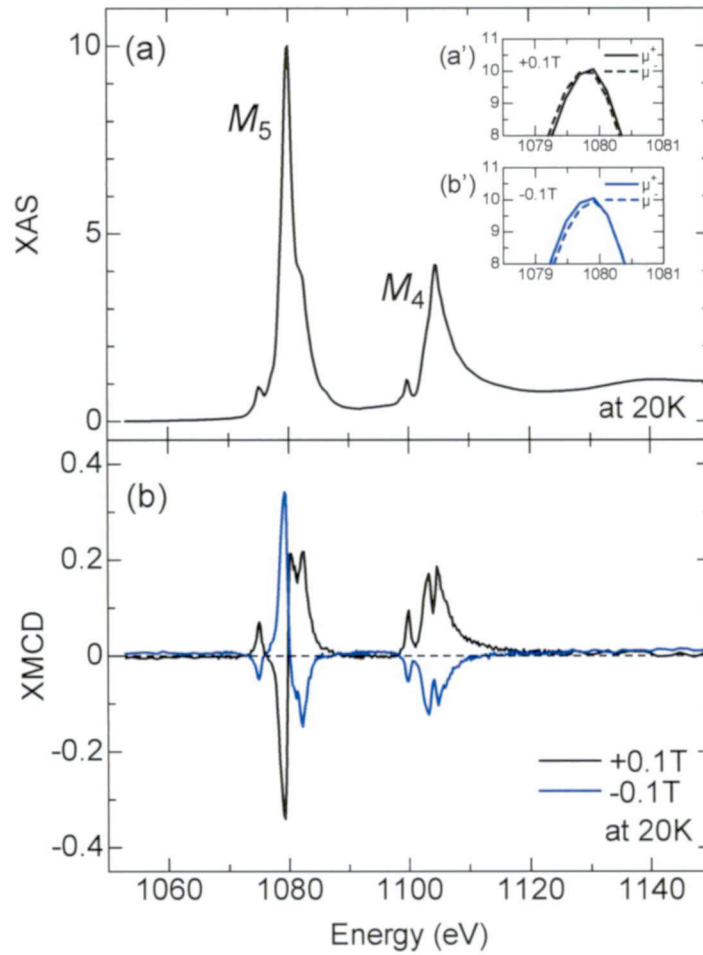 (a)
M5
M4
XAS
10
5
0
at 20K
(a')
+0.1T
μ+
μ-
11
10
9
8
1079
1080
1081
(b')
-0.1T
μ+
μ-
11
10
9
8
1079
1080
1081
(b)
XMCD
0.4
0.2
0
-0.2
-0.4
+0.1T
-0.1T
at 20K
1060
1080
1100
1120
1140
Energy (eV)